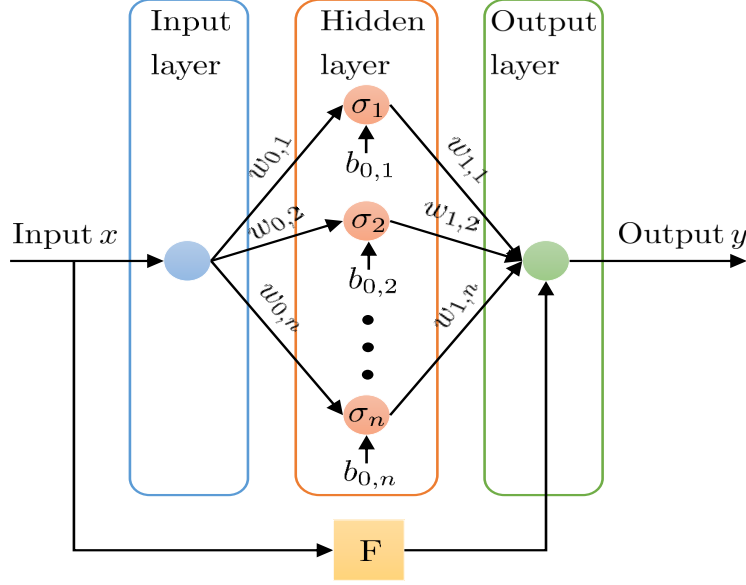 Input layer
Hidden layer
Output layer
σ₁
w₀,₁
w₁,₁
b₀,₁
w₀,₂
σ₂
w₁,₂
Input x
Output y
b₀,₂
w₀,ₙ
w₁,ₙ
σₙ
b₀,ₙ
F